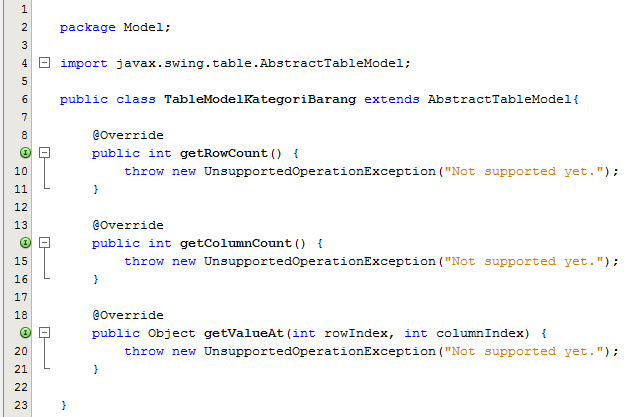 1
2 package Model;
3
4 import javax.swing.table.AbstractTableModel;
5
6 public class TableModelKategoriBarang extends AbstractTableModel{
7
8 @Override
public int getRowCount() {
10 throw new UnsupportedOperationException("Not supported yet.");
11 }
12
13 @Override
public int getColumnCount() {
15 throw new UnsupportedOperationException("Not supported yet.");
16 }
17
18 @Override
public Object getValueAt(int rowIndex, int columnIndex) {
20 throw new UnsupportedOperationException("Not supported yet.");
21 }
22
23 }